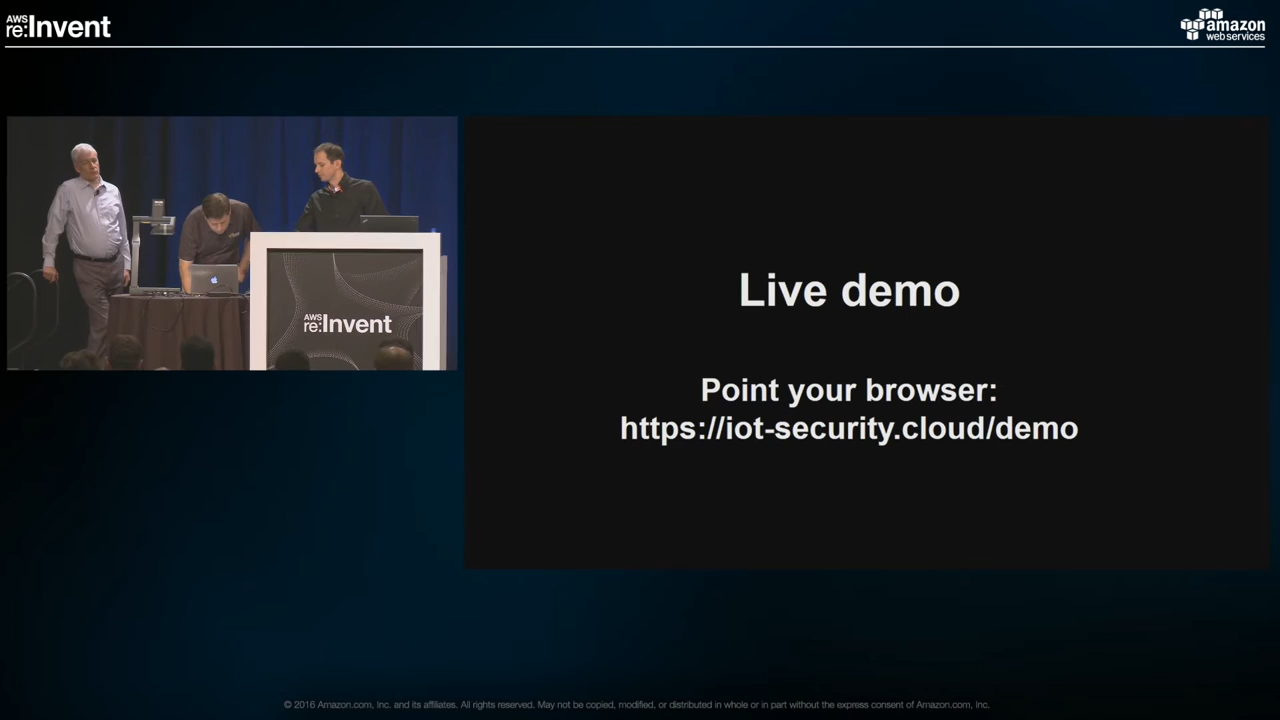 AWS
re:Invent
amazon
web services
AWS
re:Invent
Live demo
Point your browser:
https://iot-security.cloud/demo
© 2016 Amazon.com, Inc. and its affiliates. All rights reserved. May not be copied, modified, or distributed in whole or in part without the express consent of Amazon.com, Inc.